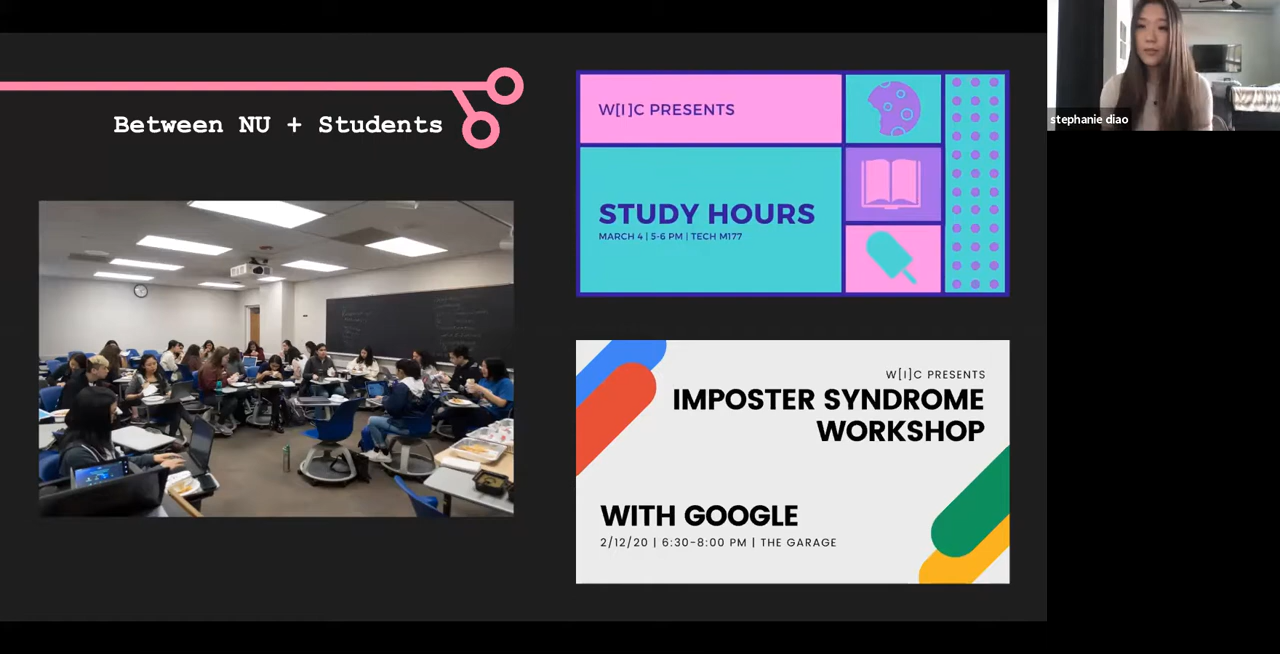 Between NU + Students
W[I]C PRESENTS
STUDY HOURS
MARCH 4 | 5-6 PM | TECH M177
W[I]C PRESENTS
IMPOSTER SYNDROME
WORKSHOP
WITH GOOGLE
2/12/20 | 6:30-8:00 PM | THE GARAGE
stephanie diao